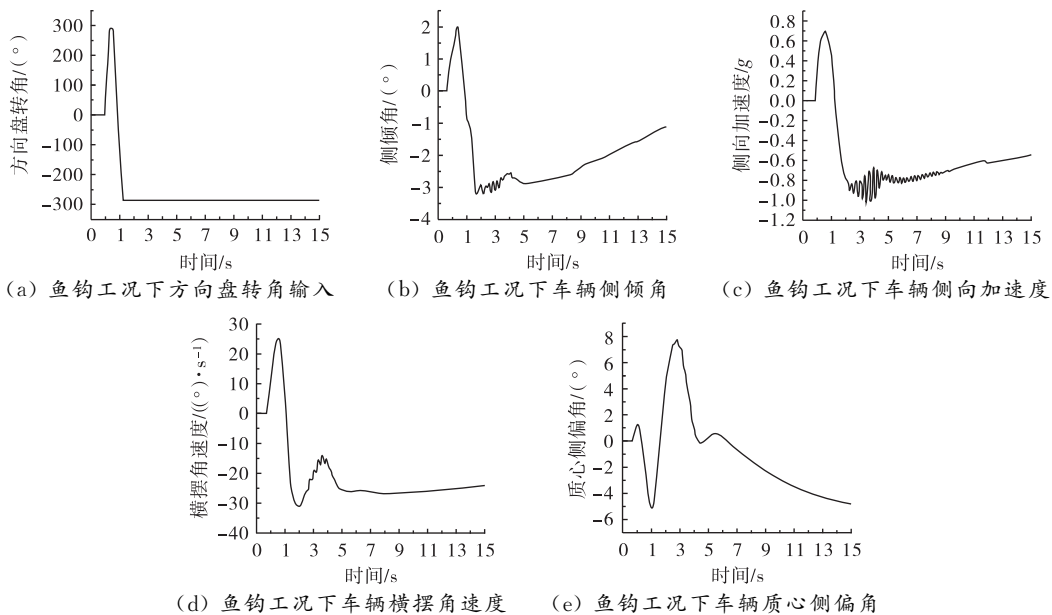 300
200
100
0
-100
-200
-300
方向盘转角/(°)
0 1 3 5 7 9 11 13 15
时间/s
(a) 鱼钩工况下方向盘转角输入
2
1
0
-1
-2
-3
-4
侧倾角/(°)
0 1 3 5 7 9 11 13 15
时间/s
(b) 鱼钩工况下车辆侧倾角
0.8
0.6
0.4
0.2
0.0
-0.2
-0.4
-0.6
-0.8
-1.0
-1.2
侧向加速度/g
0 1 3 5 7 9 11 13 15
时间/s
(c) 鱼钩工况下车辆侧向加速度
30
20
10
0
-10
-20
-30
-40
横摆角速度/((°)·s⁻¹)
0 1 3 5 7 9 11 13 15
时间/s
(d) 鱼钩工况下车辆横摆角速度
8
6
4
2
0
-2
-4
-6
质心侧偏角/(°)
0 1 3 5 7 9 11 13 15
时间/s
(e) 鱼钩工况下车辆质心侧偏角